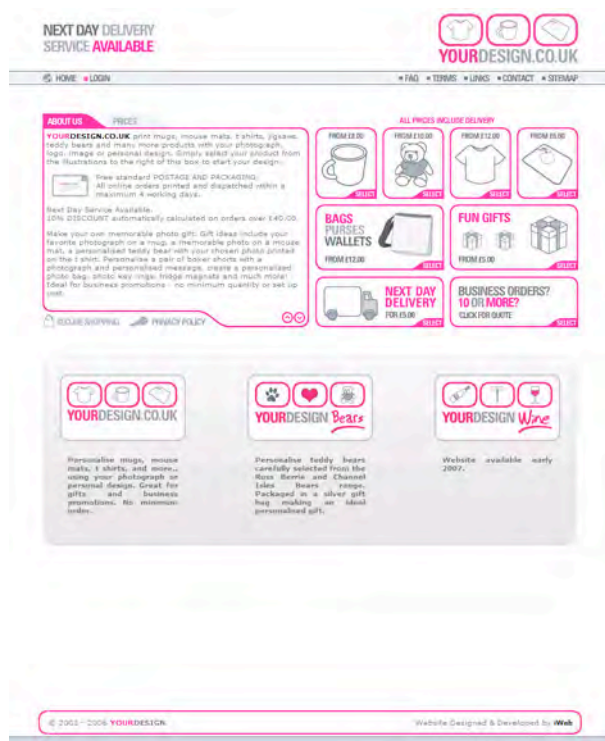 NEXT DAY DELIVERY
SERVICE AVAILABLE
YOURDESIGN.CO.UK
HOME LOGIN
FAQ TERMS LINKS CONTACT SITEMAP
ABOUT US PRICES
YOURDESIGN.CO.UK print mugs, mouse mats, t shirts, jigsaws,
teddy bears and many more products with your photograph,
logo, image or personal design. Simply select your product from
the illustrations to the right of this box to start your design.
Free standard POSTAGE AND PACKAGING.
All online orders printed and dispatched within a
maximum 4 working days.
Next Day Service Available.
10% DISCOUNT automatically calculated on orders over £40.00.
Make your own memorable photo gift. Gift ideas include your
favorite photograph on a mug, a memorable photo on a mouse
mat, a personalised teddy bear with your chosen photo printed
on the t shirt. Personalise a pair of boxer shorts with a
photograph and personalised message, create a personalised
photo bag, photo key rings, fridge magnets and much more!
Ideal for business promotions - no minimum quantity or set up
cost.
SECURE SHOPPING PRIVACY POLICY
ALL PRICES INCLUDE DELIVERY
FROM £8.00 FROM £10.00 FROM £12.00 FROM £6.00
SELECT SELECT SELECT SELECT
BAGS
PURSES
WALLETS
FROM £12.00
SELECT
FUN GIFTS
FROM £5.00
SELECT
NEXT DAY
DELIVERY
FOR £5.00
SELECT
BUSINESS ORDERS?
10 OR MORE?
CLICK FOR QUOTE
SELECT
YOURDESIGN.CO.UK
Personalise mugs, mouse
mats, t shirts, and more..
using your photograph or
personal design. Great for
gifts and business
promotions. No minimum
order.
YOURDESIGN Bears
Personalise teddy bears
carefully selected from the
Russ Berrie and Channel
Isles Bears range.
Packaged in a silver gift
bag making an ideal
personalised gift.
YOURDESIGN Wine
Website available early
2007.
© 2001 - 2006 YOURDESIGN
Website Designed & Developed by iWeb